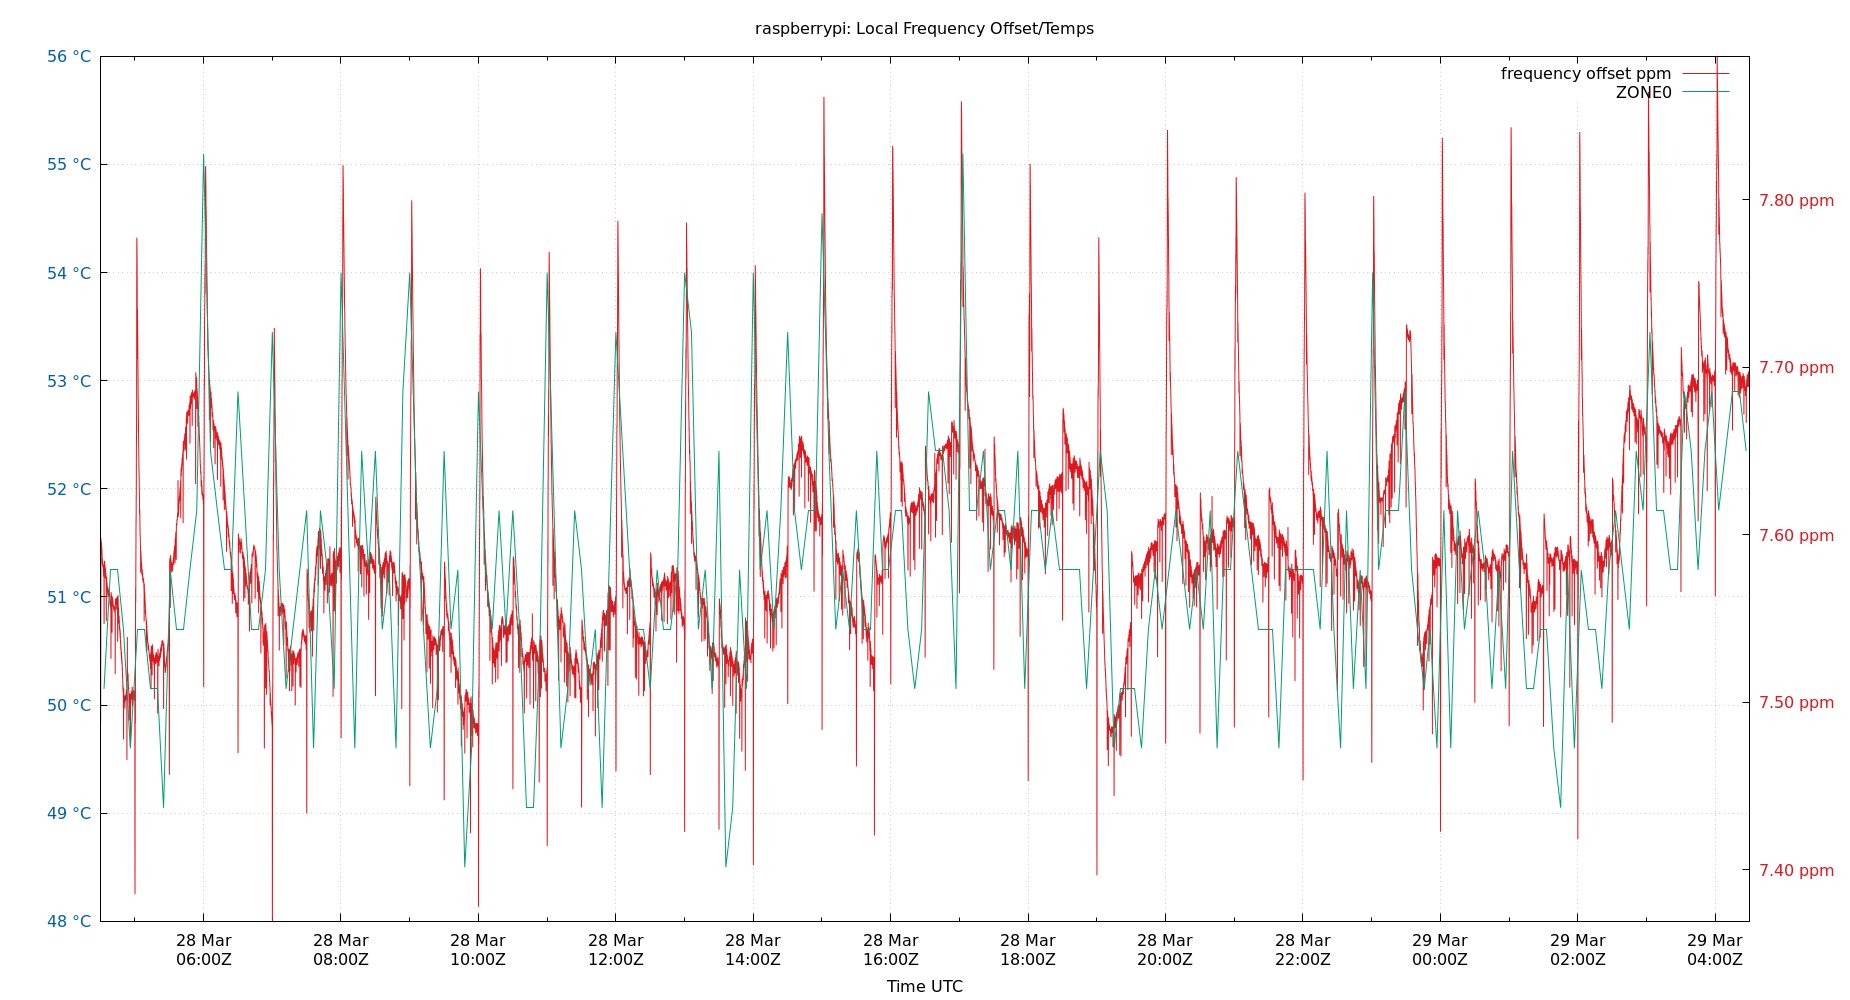 raspberrypi: Local Frequency Offset/Temps
56 °C
55 °C
54 °C
53 °C
52 °C
51 °C
50 °C
49 °C
48 °C
frequency offset ppm
ZONE0
7.80 ppm
7.70 ppm
7.60 ppm
7.50 ppm
7.40 ppm
28 Mar
06:00Z
28 Mar
08:00Z
28 Mar
10:00Z
28 Mar
12:00Z
28 Mar
14:00Z
28 Mar
16:00Z
28 Mar
18:00Z
28 Mar
20:00Z
28 Mar
22:00Z
29 Mar
00:00Z
29 Mar
02:00Z
29 Mar
04:00Z
Time UTC